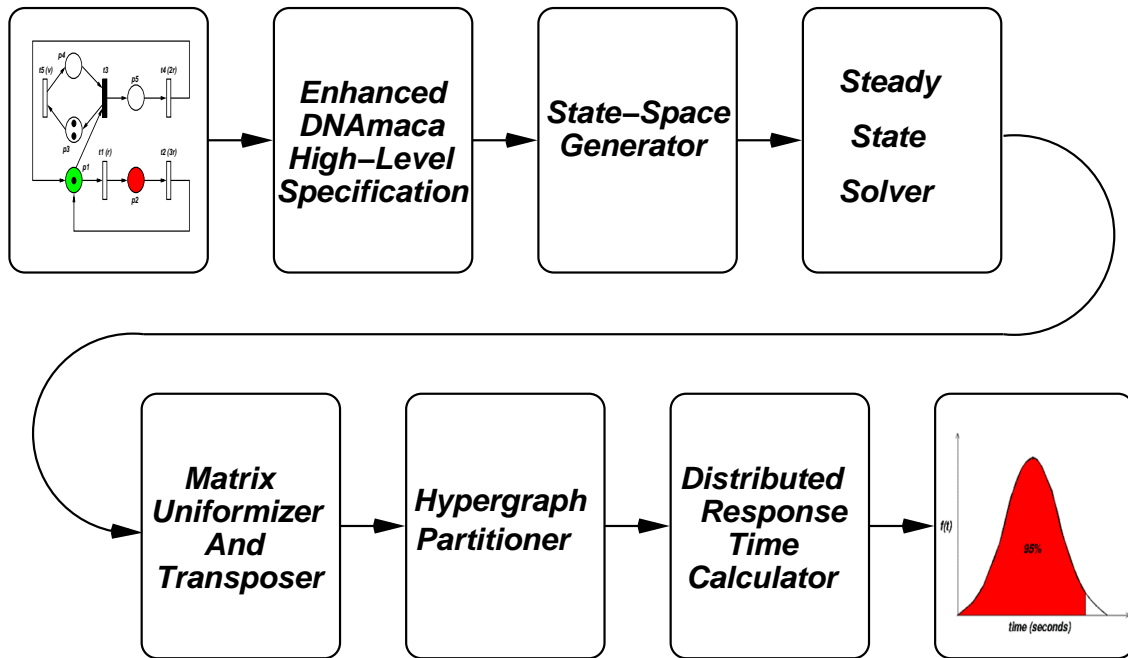 p4
t5 (v)
t3
p5
t4 (2r)
p3
p1
t1 (r)
t2 (3r)
p2
Enhanced
DNAmaca
High–Level
Specification
State–Space
Generator
Steady
State
Solver
Matrix
Uniformizer
And
Transposer
Hypergraph
Partitioner
Distributed
Response
Time
Calculator
f(t)
95%
time (seconds)